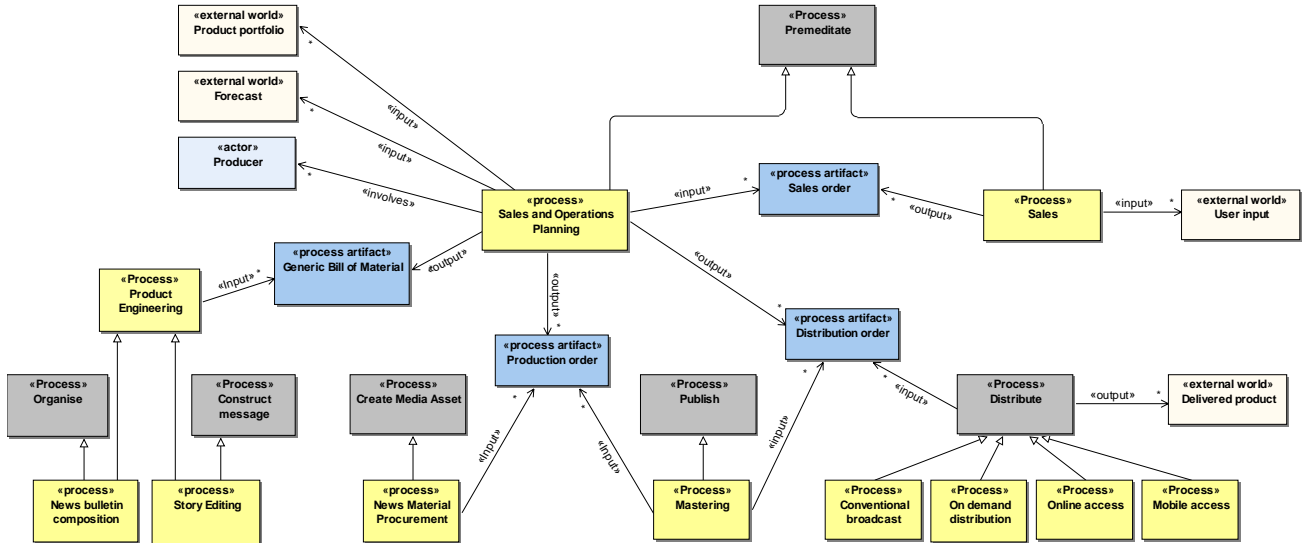 «external world»
Product portfolio
*
«Process»
Premeditate
«external world»
Forecast
*
«input»
«input»
«actor»
Producer
*
«involves»
«process»
Sales and Operations
Planning
«input»
*
«process artifact»
Sales order
*
«output»
«Process»
Sales
«input»
*
«external world»
User input
«process artifact»
Generic Bill of Material
«output»
«Process»
Product
Engineering
«Input»
*
«output»
*
«output»
*
«process artifact»
Production order
*
*
«process artifact»
Distribution order
*
*
«input»
«Process»
Organise
«Process»
Construct
message
«Process»
Create Media Asset
«Process»
Publish
«Process»
Distribute
«output»
*
«external world»
Delivered product
«Input»
«Input»
«input»
«process»
News bulletin
composition
«process»
Story Editing
«process»
News Material
Procurement
«Process»
Mastering
«Process»
Conventional
broadcast
«Process»
On demand
distribution
«Process»
Online access
«Process»
Mobile access